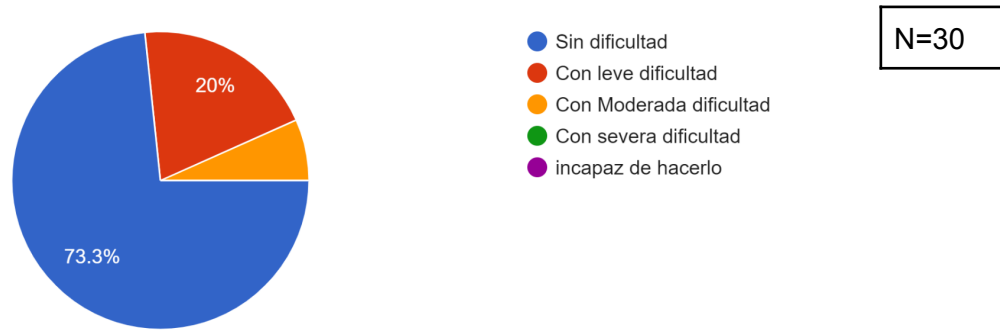 20%
73.3%
Sin dificultad
Con leve dificultad
Con Moderada dificultad
Con severa dificultad
incapaz de hacerlo
N=30